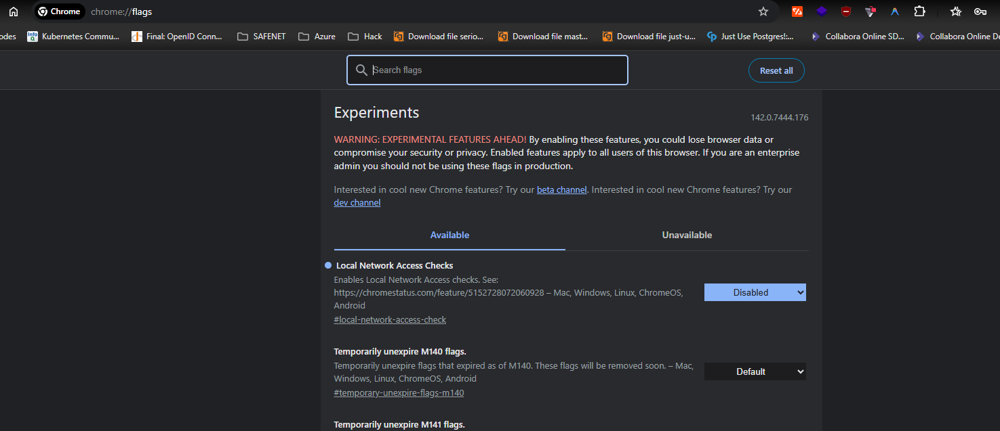 Chrome
chrome://flags
odes
Info Q
Kubernetes Commu...
Final: OpenID Conn...
SAFENET
Azure
Hack
Download file serio...
Download file mast...
Download file just-u...
Just Use Postgres!:...
Collabora Online SD...
Collabora Online De
Search flags
Reset all
Experiments
142.0.7444.176
WARNING: EXPERIMENTAL FEATURES AHEAD! By enabling these features, you could lose browser data or
compromise your security or privacy. Enabled features apply to all users of this browser. If you are an enterprise
admin you should not be using these flags in production.
Interested in cool new Chrome features? Try our beta channel. Interested in cool new Chrome features? Try our
dev channel
Available
Unavailable
Local Network Access Checks
Enables Local Network Access checks. See:
https://chromestatus.com/feature/5152728072060928 – Mac, Windows, Linux, ChromeOS,
Android
#local-network-access-check
Disabled
Temporarily unexpire M140 flags.
Temporarily unexpire flags that expired as of M140. These flags will be removed soon. – Mac,
Windows, Linux, ChromeOS, Android
#temporary-unexpire-flags-m140
Default
Temporarily unexpire M141 flags.